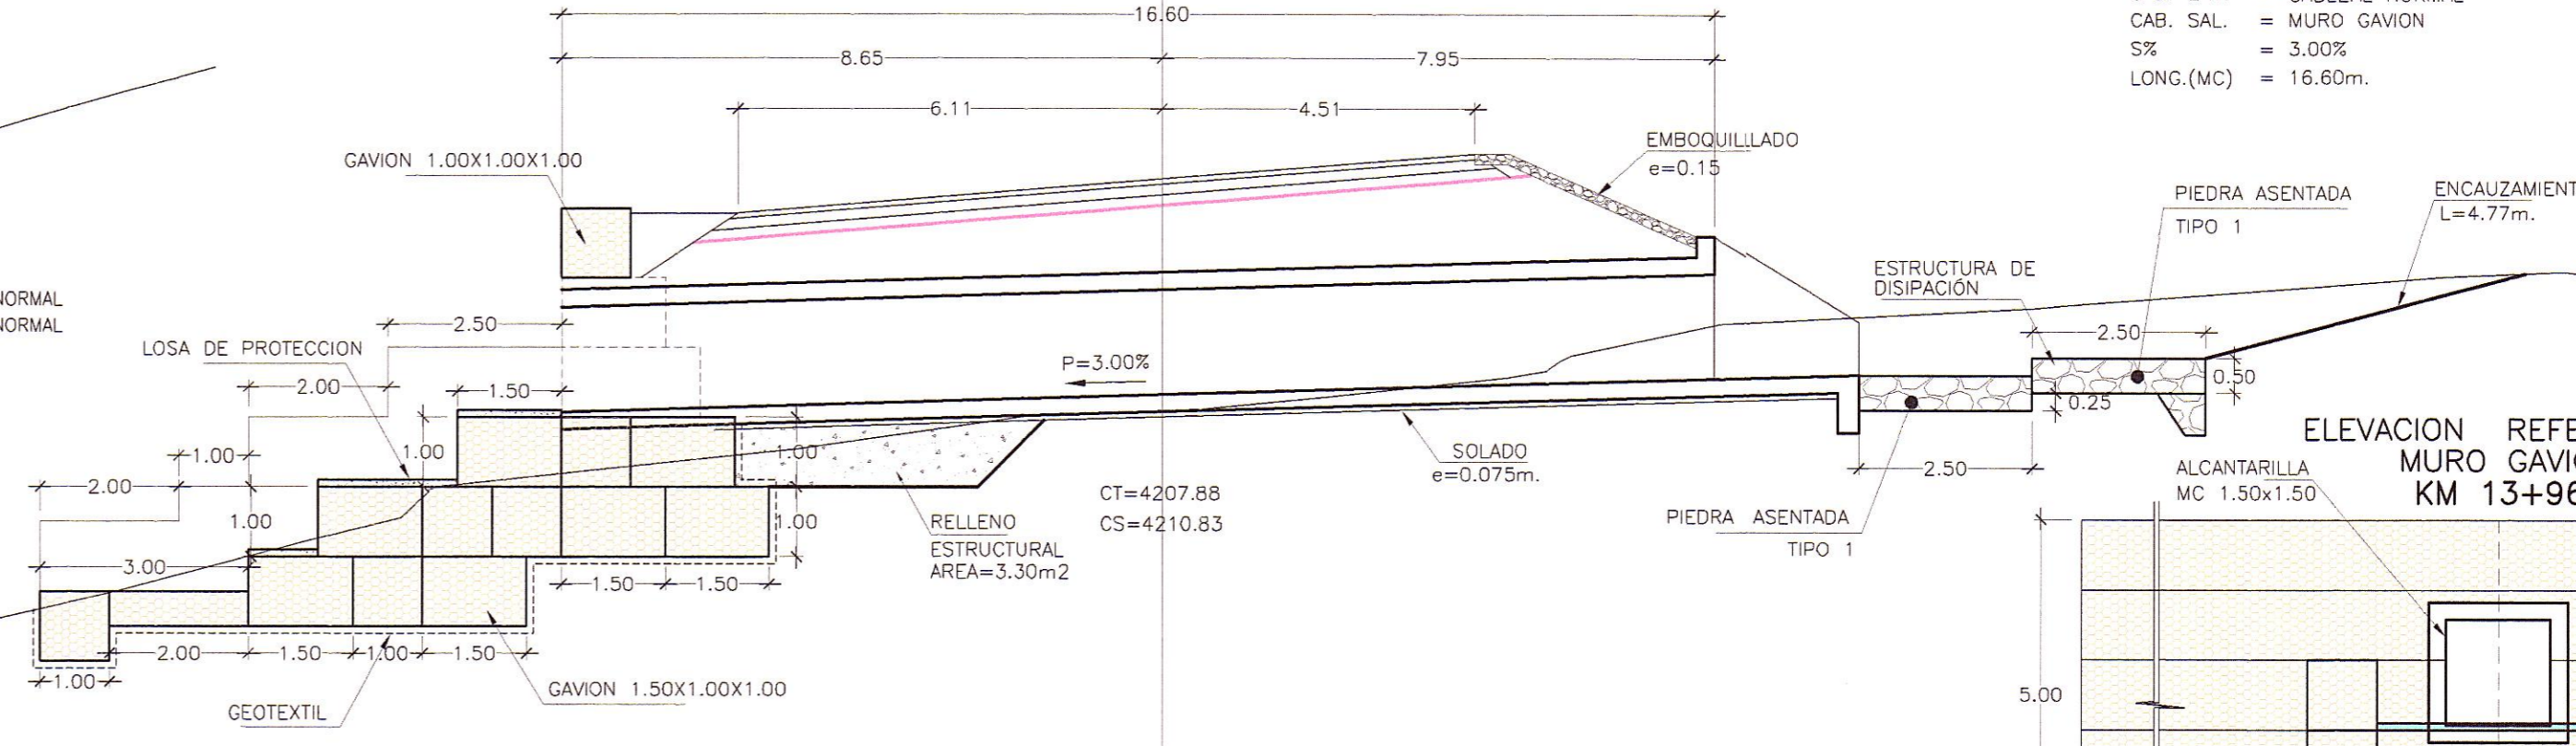 16.60
CAB. SAL. = MURO GAVION
8.65
7.95
S% = 3.00%
LONG.(MC) = 16.60m.
6.11
4.51
EMBOQUILLADO
e=0.15
GAVION 1.00X1.00X1.00
PIEDRA ASENTADA
TIPO 1
L=4.77m.
ESTRUCTURA DE
DISIPACIÓN
NORMAL
NORMAL
2.50
2.50
LOSA DE PROTECCION
P=3.00%
2.00
1.50
0.50
0.25
1.00
1.00
1.00
SOLADO
e=0.075m.
2.50
ELEVACION
ALCANTARILLA
MC 1.50x1.50
2.00
CT=4207.88
CS=4210.83
1.00
1.00
RELLENO
ESTRUCTURAL
AREA=3.30m2
PIEDRA ASENTADA
TIPO 1
3.00
1.50
1.50
2.00
1.50
1.00
1.50
1.00
GAVION 1.50X1.00X1.00
GEOTEXTIL
5.00